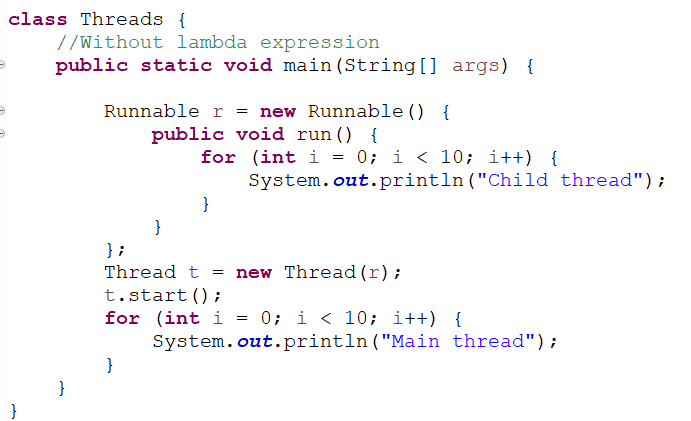 class Threads {
    //Without lambda expression
    public static void main(String[] args) {
        Runnable r = new Runnable() {
            public void run() {
                for (int i = 0; i < 10; i++) {
                    System.out.println("Child thread");
                }
            }
        };
        Thread t = new Thread(r);
        t.start();
        for (int i = 0; i < 10; i++) {
            System.out.println("Main thread");
        }
    }
}